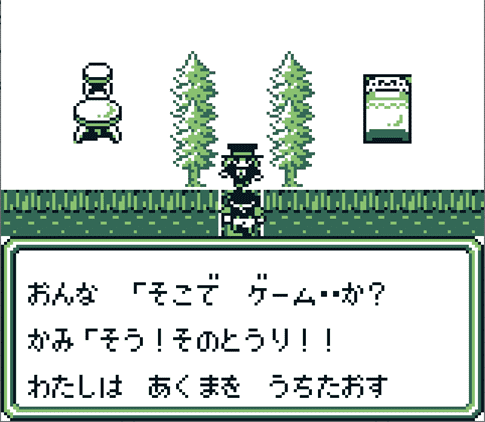 おんな　「そこで　ゲーム‥か？
かみ「そう！そのとうり！！
わたしは　あくまを　うちたおす